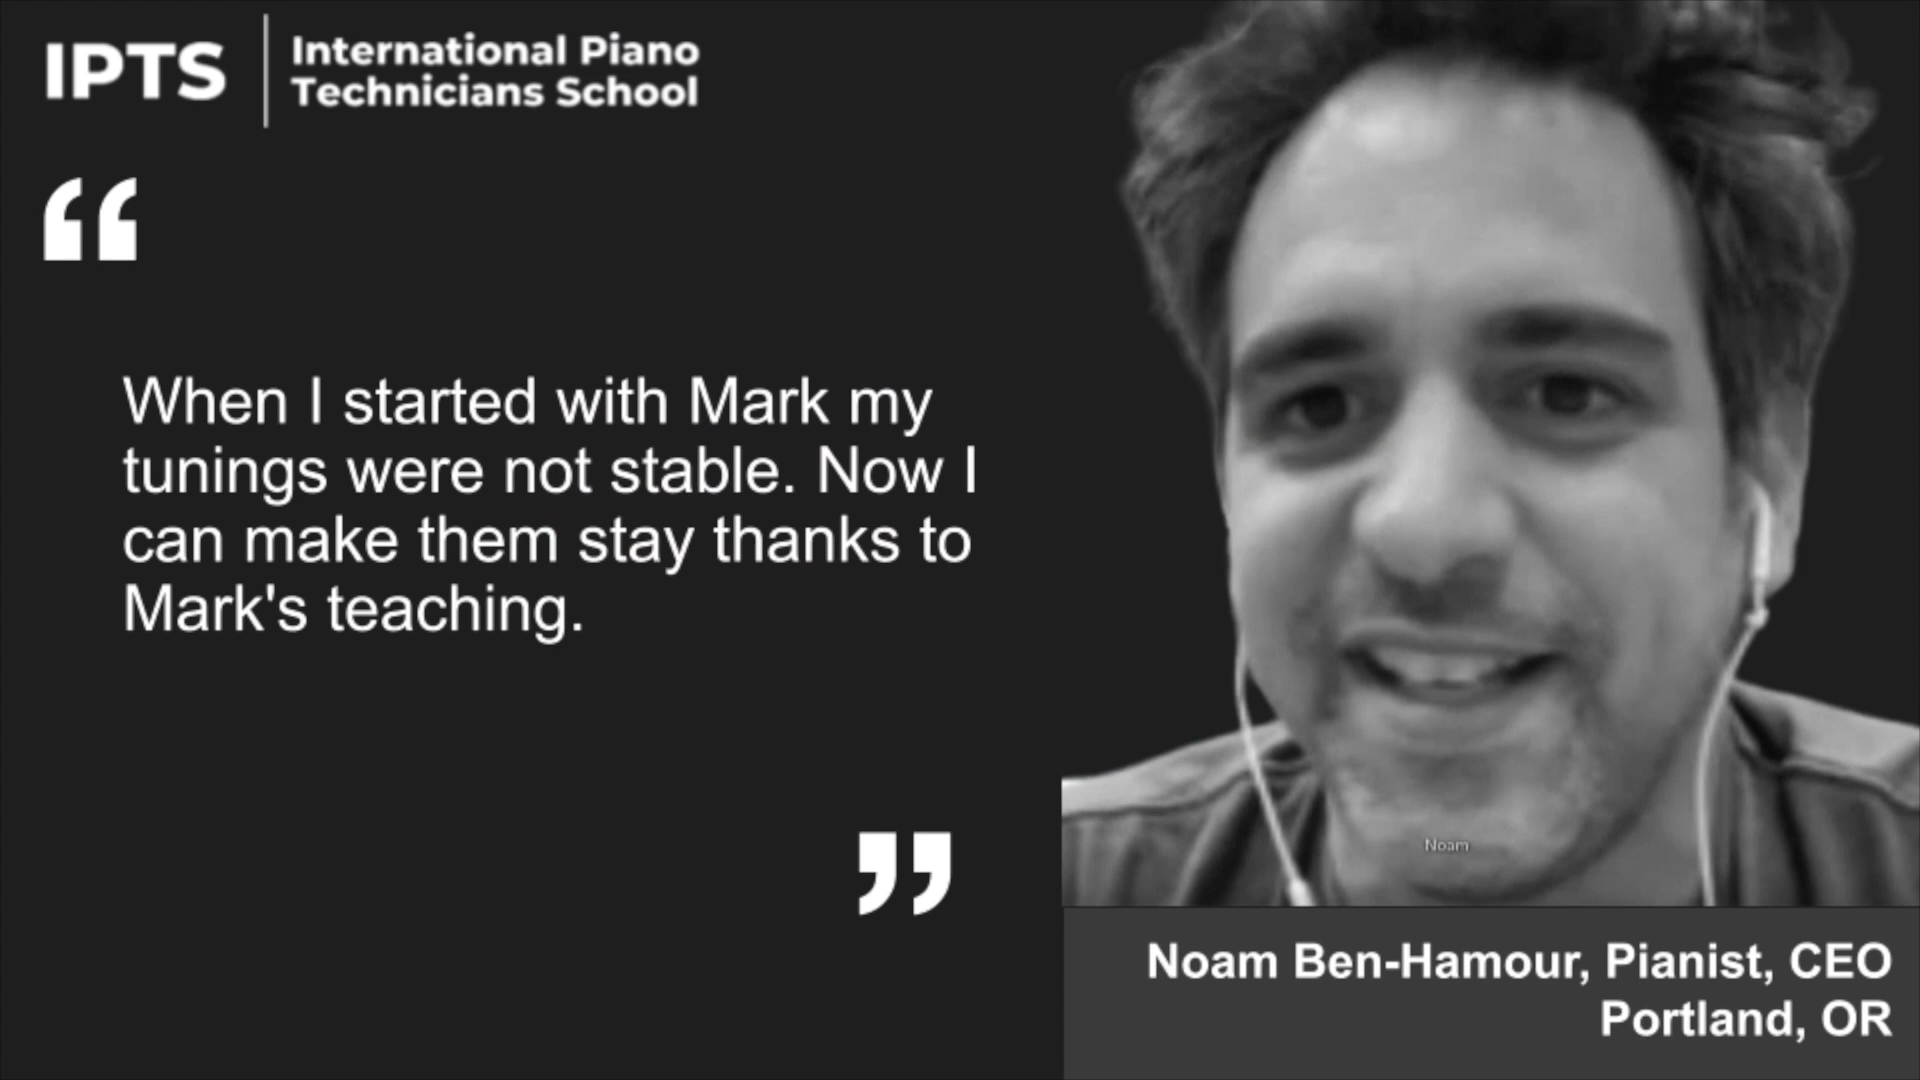 IPTS
International Piano
Technicians School
“
When I started with Mark my
tunings were not stable. Now I
can make them stay thanks to
Mark's teaching.
”
Noam
Noam Ben-Hamour, Pianist, CEO
Portland, OR